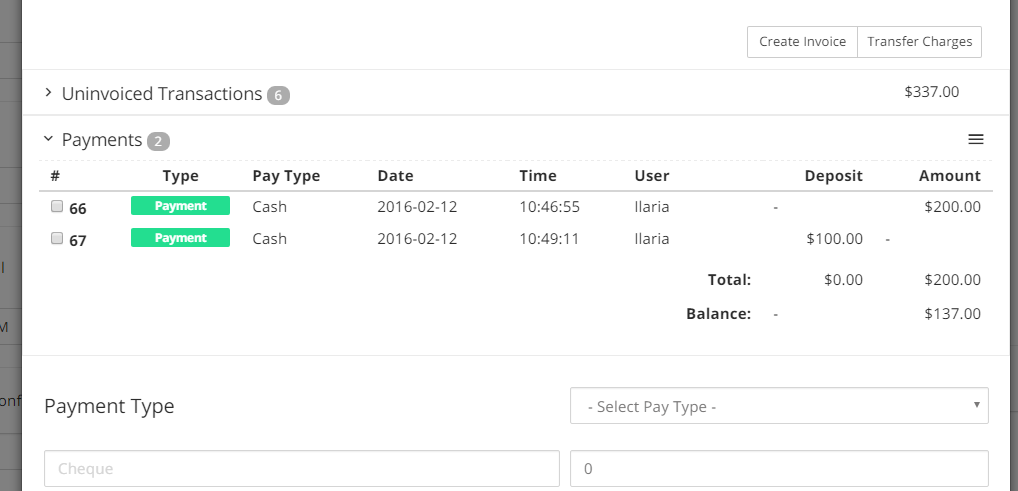 Create Invoice Transfer Charges
Uninvoiced Transactions 6 $337.00
Payments 2
# Type Pay Type Date Time User Deposit Amount
66 Payment Cash 2016-02-12 10:46:55 Ilaria - $200.00
67 Payment Cash 2016-02-12 10:49:11 Ilaria $100.00 -
l
Total: $0.00 $200.00
M Balance: - $137.00
onf Payment Type - Select Pay Type -
Cheque 0